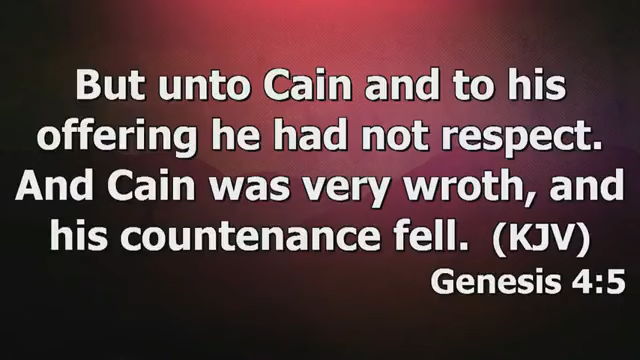 But unto Cain and to his
offering he had not respect.
And Cain was very wroth, and
his countenance fell. (KJV)
Genesis 4:5